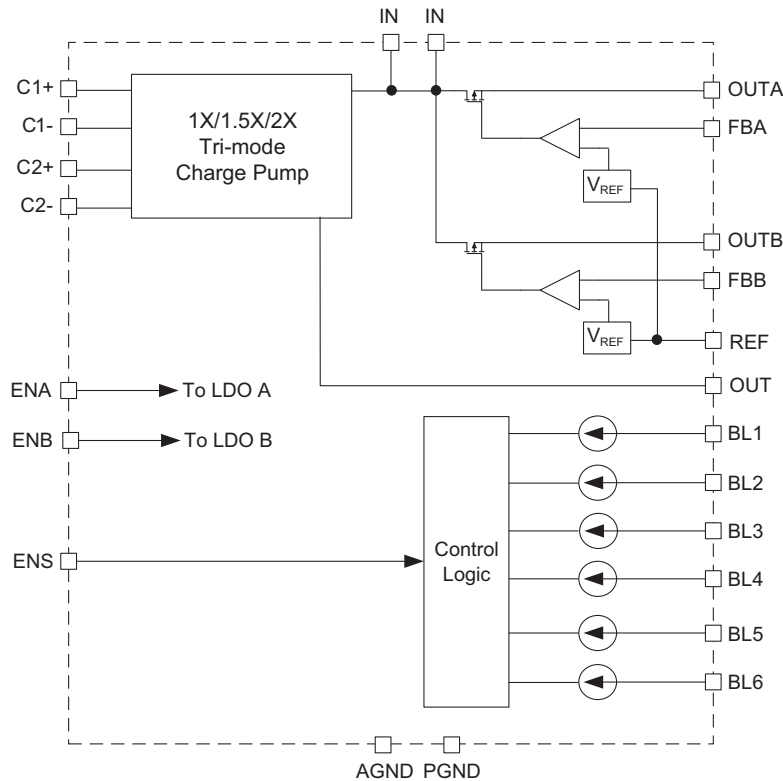 IN IN
C1+
C1-
C2+
C2-
1X/1.5X/2X
Tri-mode
Charge Pump
OUTA
FBA
VREF
OUTB
FBB
VREF
REF
OUT
ENA To LDO A
ENB To LDO B
ENS
Control
Logic
BL1
BL2
BL3
BL4
BL5
BL6
AGND PGND